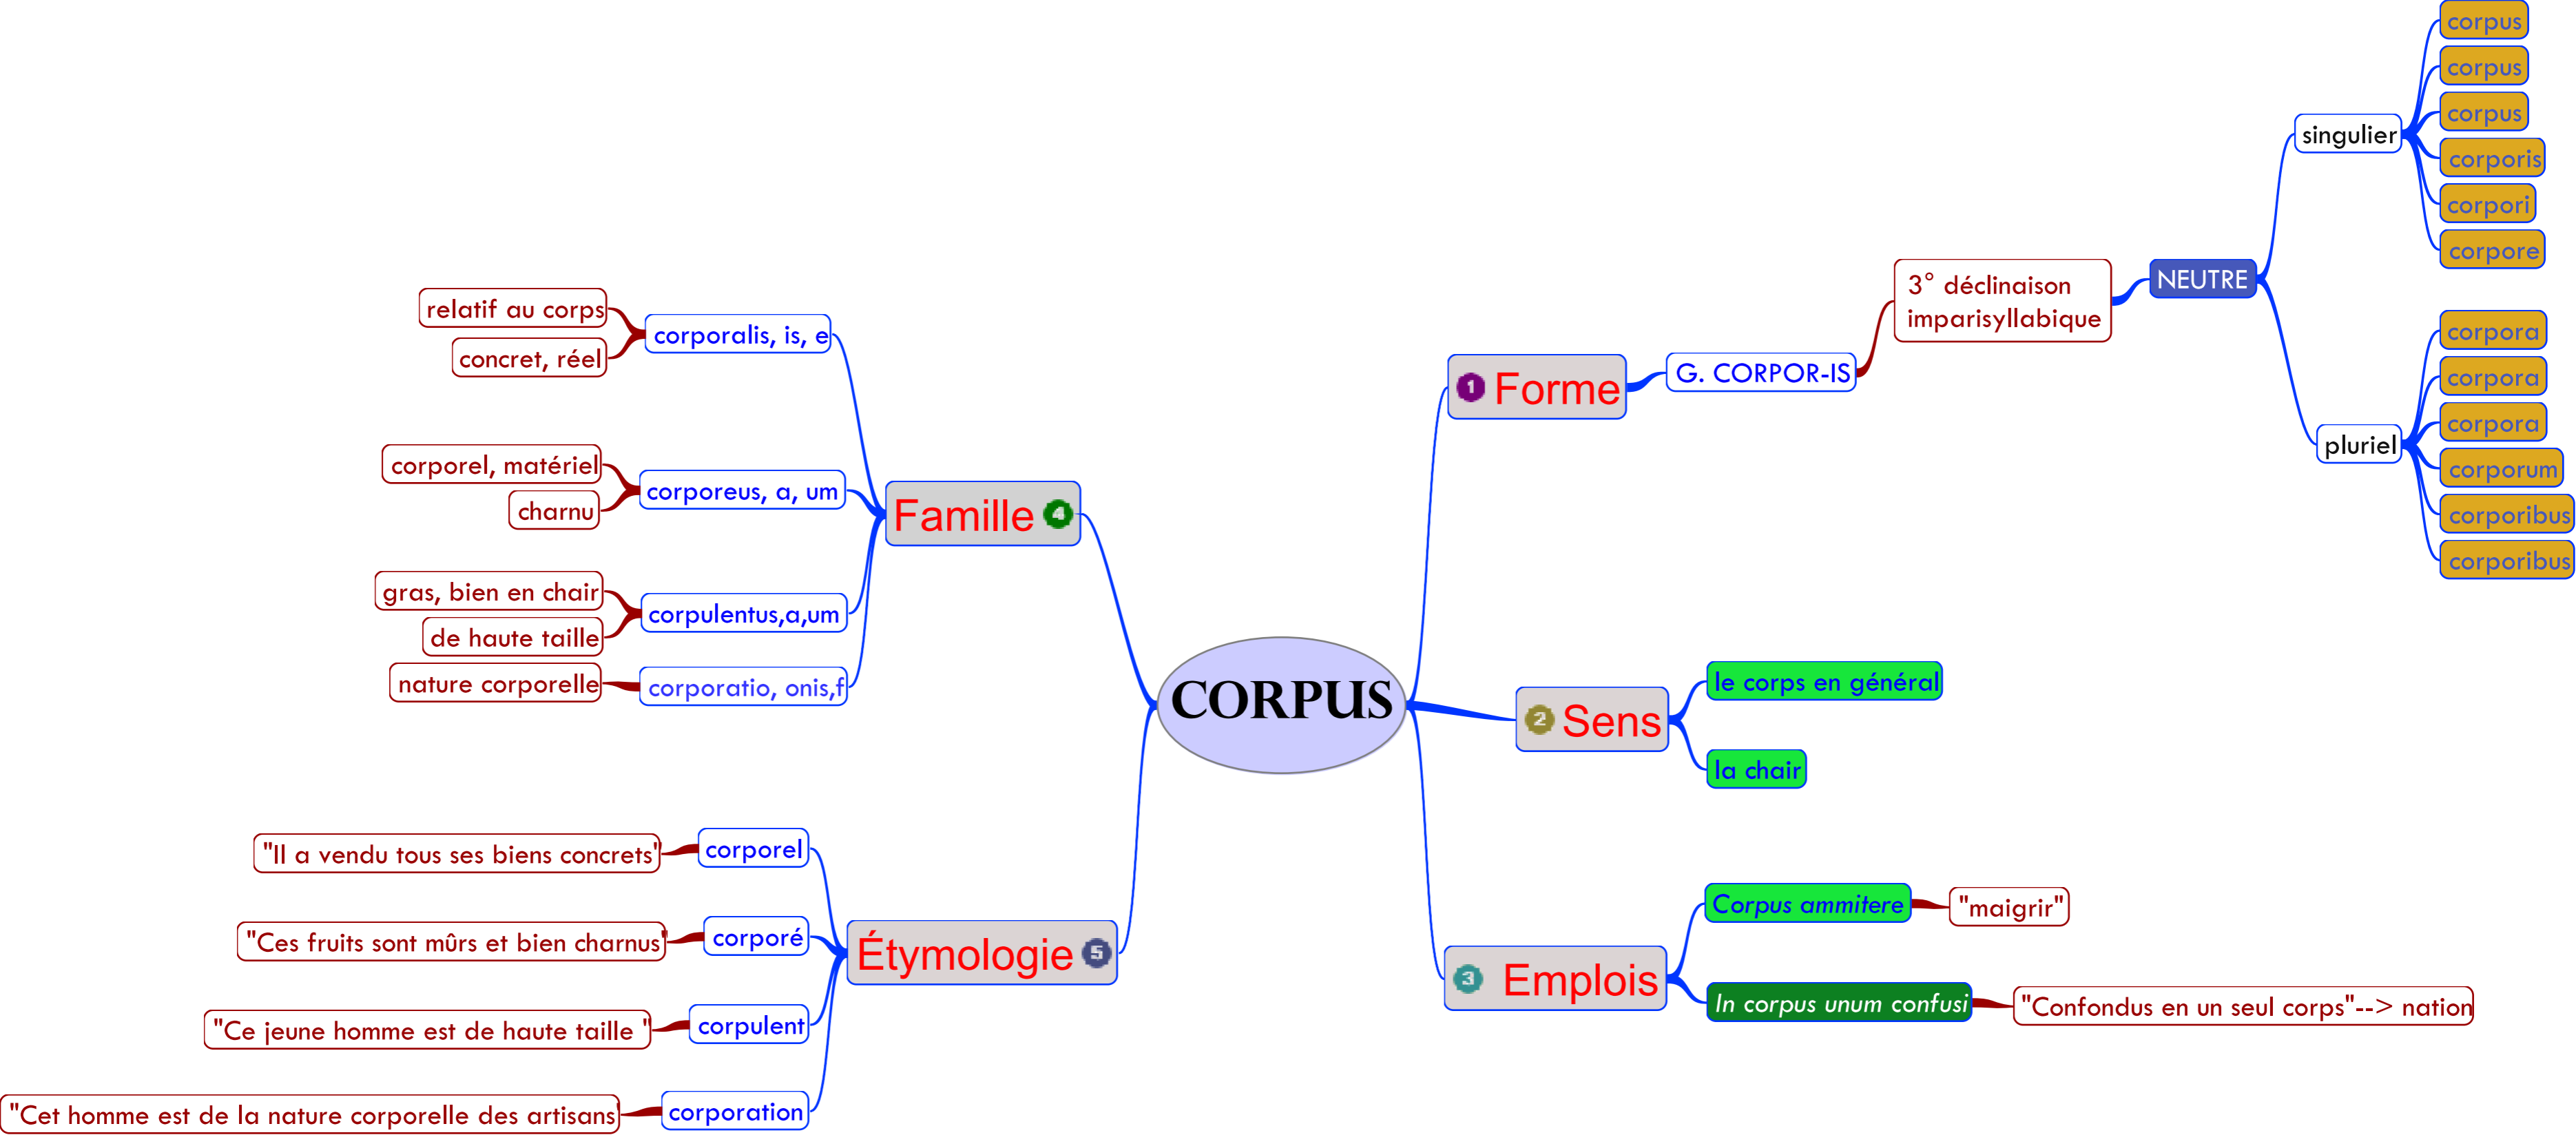 CORPUS
1 Forme
G. CORPOR-IS
3° déclinaison
imparisyllabique
NEUTRE
singulier
corpus
corpus
corpus
corporis
corpori
corpore
pluriel
corpora
corpora
corpora
corporum
corporibus
corporibus
2 Sens
le corps en général
la chair
3 Emplois
Corpus ammitere
"maigrir"
In corpus unum confusi
"Confondus en un seul corps"--> nation
Famille 4
corporalis, is, e
relatif au corps
concret, réel
corporeus, a, um
corporel, matériel
charnu
corpulentus,a,um
gras, bien en chair
de haute taille
corporatio, onis,f
nature corporelle
Étymologie 5
corporel
"Il a vendu tous ses biens concrets"
corporé
"Ces fruits sont mûrs et bien charnus"
corpulent
"Ce jeune homme est de haute taille "
corporation
"Cet homme est de la nature corporelle des artisans"